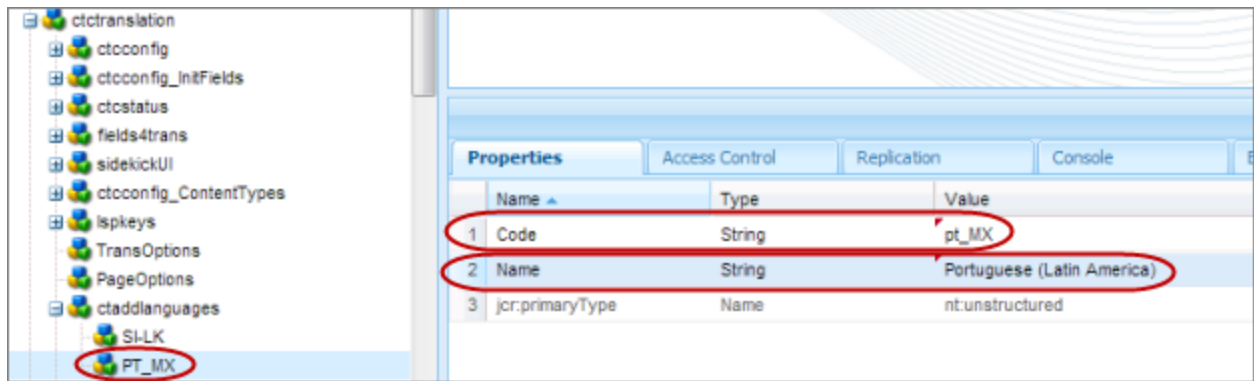 ctctranslation
ctcconfig
ctcconfig_InitFields
ctcstatus
fields4trans
sidekickUI
ctcconfig_ContentTypes
lspkeys
TransOptions
PageOptions
ctaddlanguages
SI-LK
PT_MX
Properties Access Control Replication Console
Name Type Value
1 Code String pt_MX
2 Name String Portuguese (Latin America)
3 jcr:primaryType Name nt:unstructured